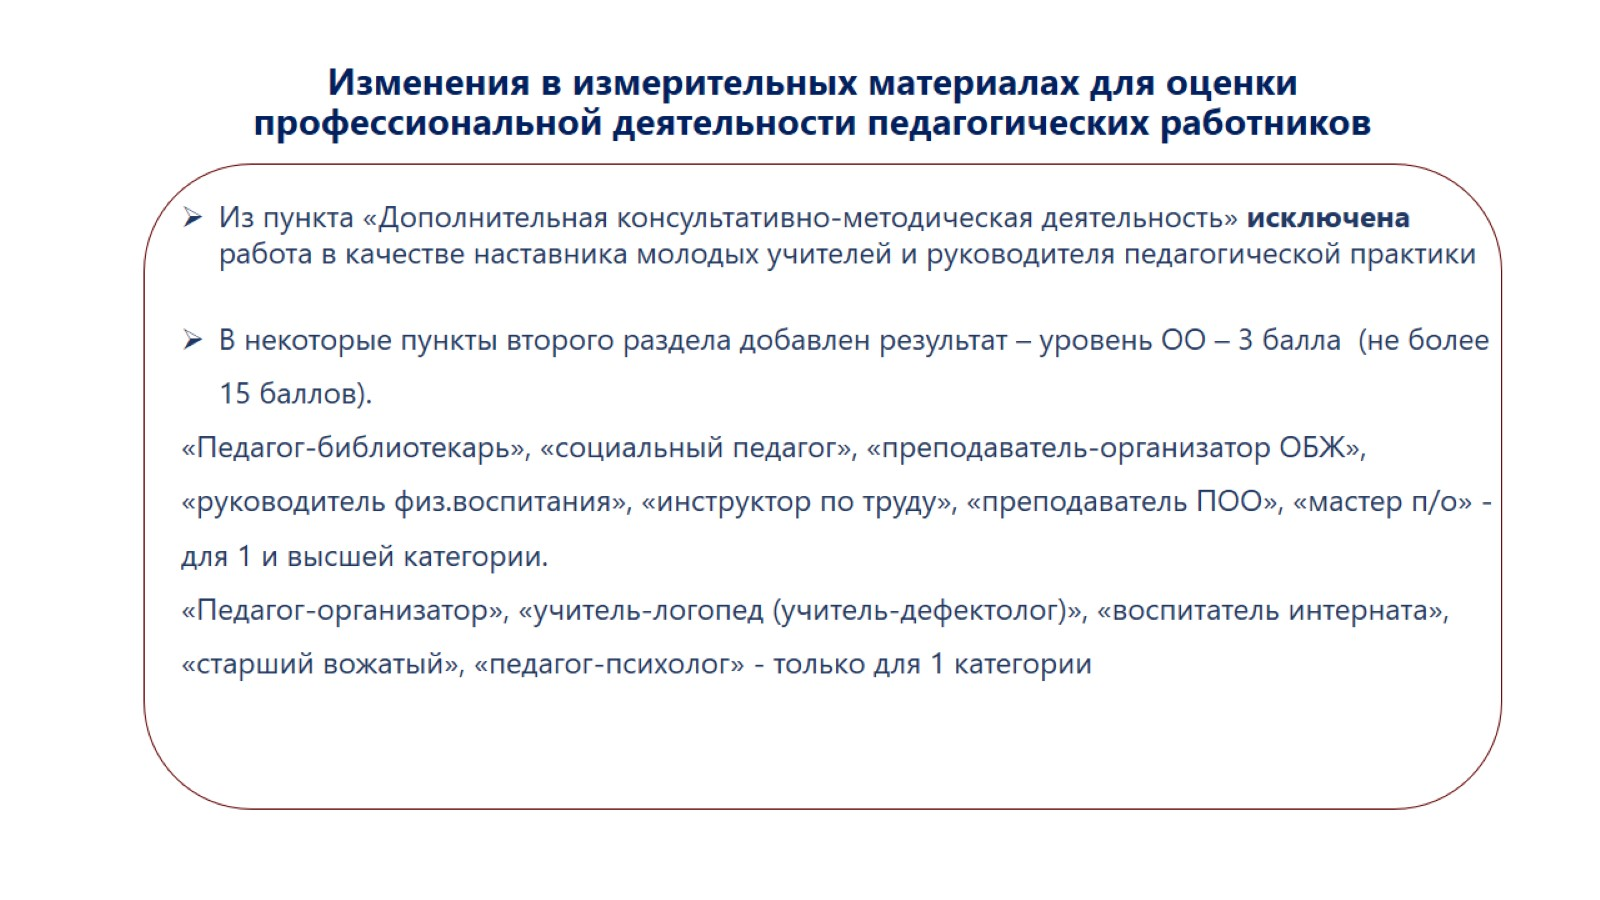 Изменения в измерительных материалах для оценки
профессиональной деятельности педагогических работников
➢ Из пункта «Дополнительная консультативно-методическая деятельность» исключена
работа в качестве наставника молодых учителей и руководителя педагогической практики
➢ В некоторые пункты второго раздела добавлен результат – уровень ОО – 3 балла (не более
15 баллов).
«Педагог-библиотекарь», «социальный педагог», «преподаватель-организатор ОБЖ»,
«руководитель физ.воспитания», «инструктор по труду», «преподаватель ПОО», «мастер п/о» -
для 1 и высшей категории.
«Педагог-организатор», «учитель-логопед (учитель-дефектолог)», «воспитатель интерната»,
«старший вожатый», «педагог-психолог» - только для 1 категории